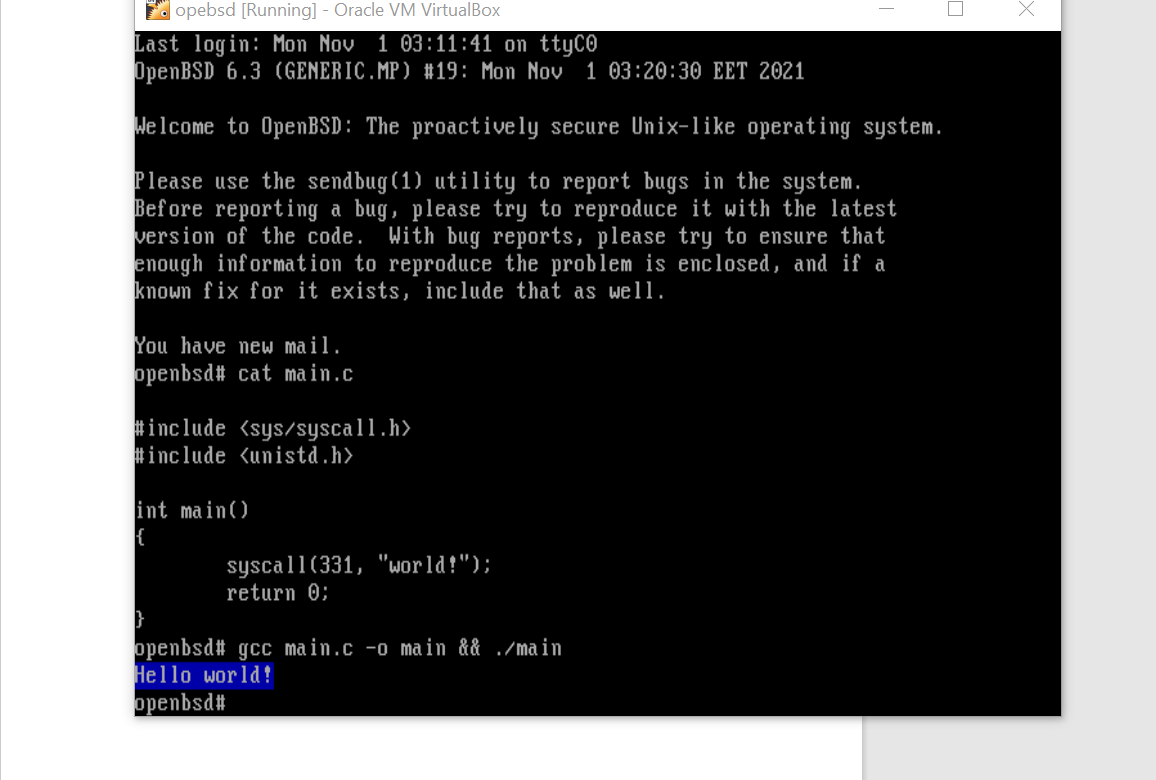 opebsd [Running] - Oracle VM VirtualBox
Last login: Mon Nov  1 03:11:41 on ttyC0
OpenBSD 6.3 (GENERIC.MP) #19: Mon Nov  1 03:20:30 EET 2021
Welcome to OpenBSD: The proactively secure Unix-like operating system.
Please use the sendbug(1) utility to report bugs in the system.
Before reporting a bug, please try to reproduce it with the latest
version of the code.  With bug reports, please try to ensure that
enough information to reproduce the problem is enclosed, and if a
known fix for it exists, include that as well.
You have new mail.
openbsd# cat main.c
#include <sys/syscall.h>
#include <unistd.h>
int main()
{
        syscall(331, "world!");
        return 0;
}
openbsd# gcc main.c -o main && ./main
Hello world!
openbsd#